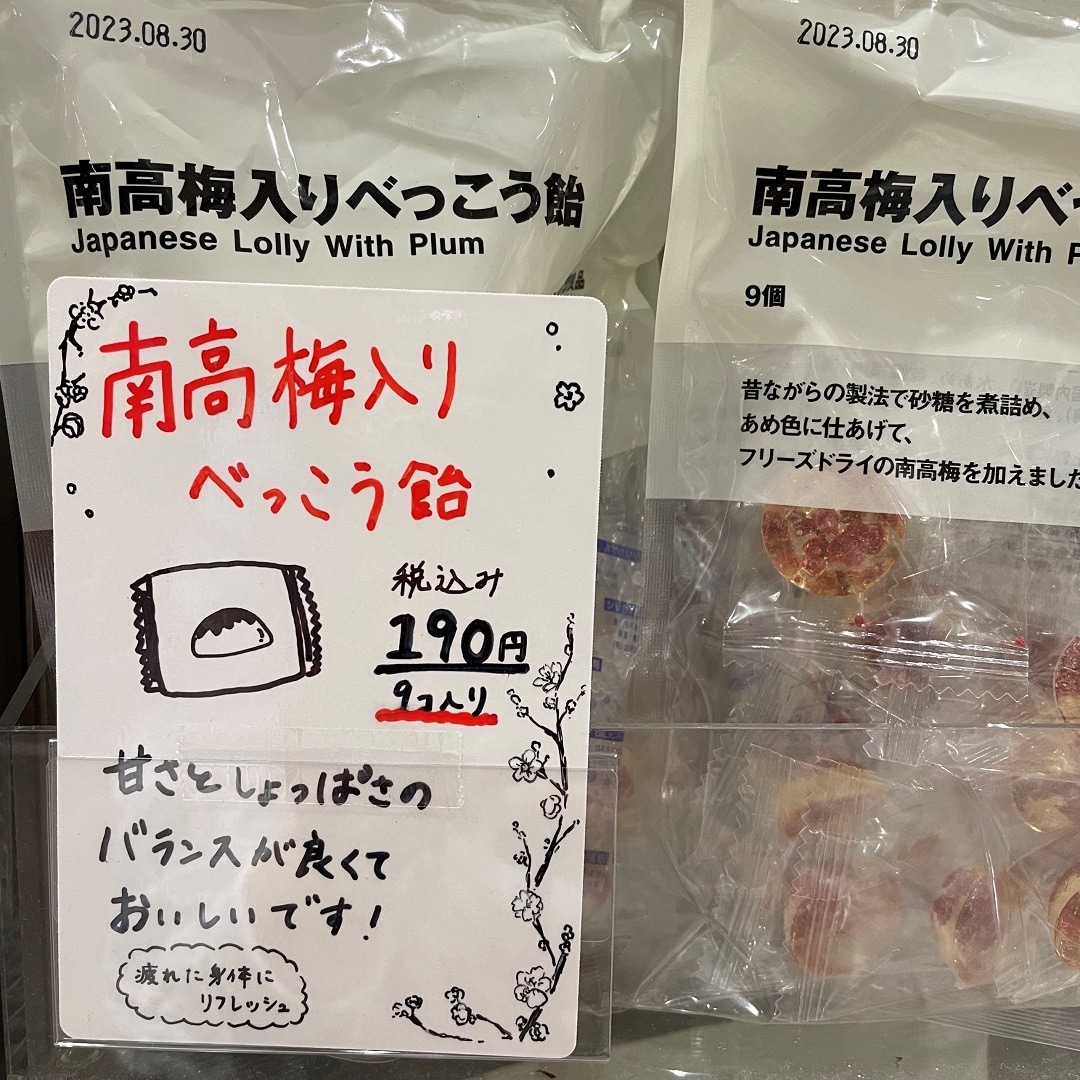 2023.08.30
南高梅入りべっこう飴
Japanese Lolly With Plum
2023.08.30
南高梅入りべ
Japanese Lolly With
9個
昔ながらの製法で砂糖を煮詰め、
あめ色に仕あげて、
フリーズドライの南高梅を加えました
南高梅入り
べっこう飴
税込み
190円
9コ入り
甘さとしょっぱさの
バランスが良くて
おいしいです!
疲れた身体に
リフレッシュ